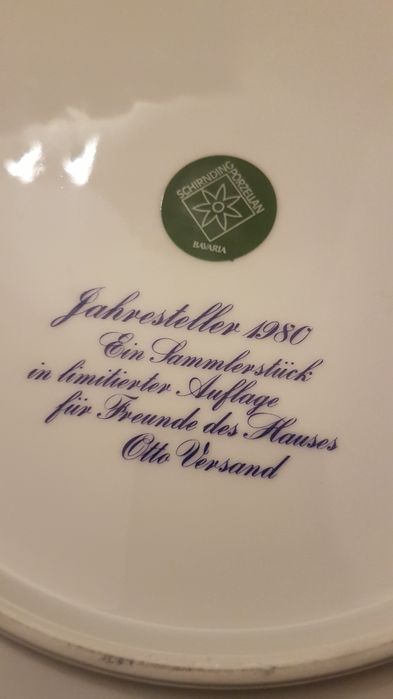 SCHIRNDING PORZELLAN
BAVARIA
Jahresteller 1980
Ein Sammlerstück
in limitierter Auflage
für Freunde des Hauses
Otto Versand